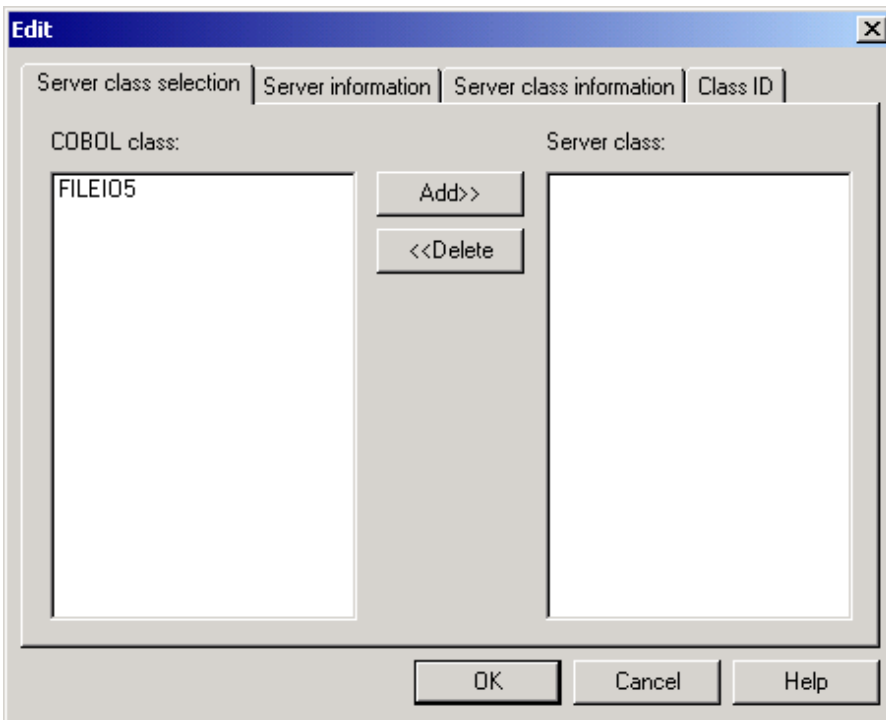 Edit
Server class selection
Server information
Server class information
Class ID
COBOL class:
Server class:
FILEIO5
Add>>
<<Delete
OK
Cancel
Help